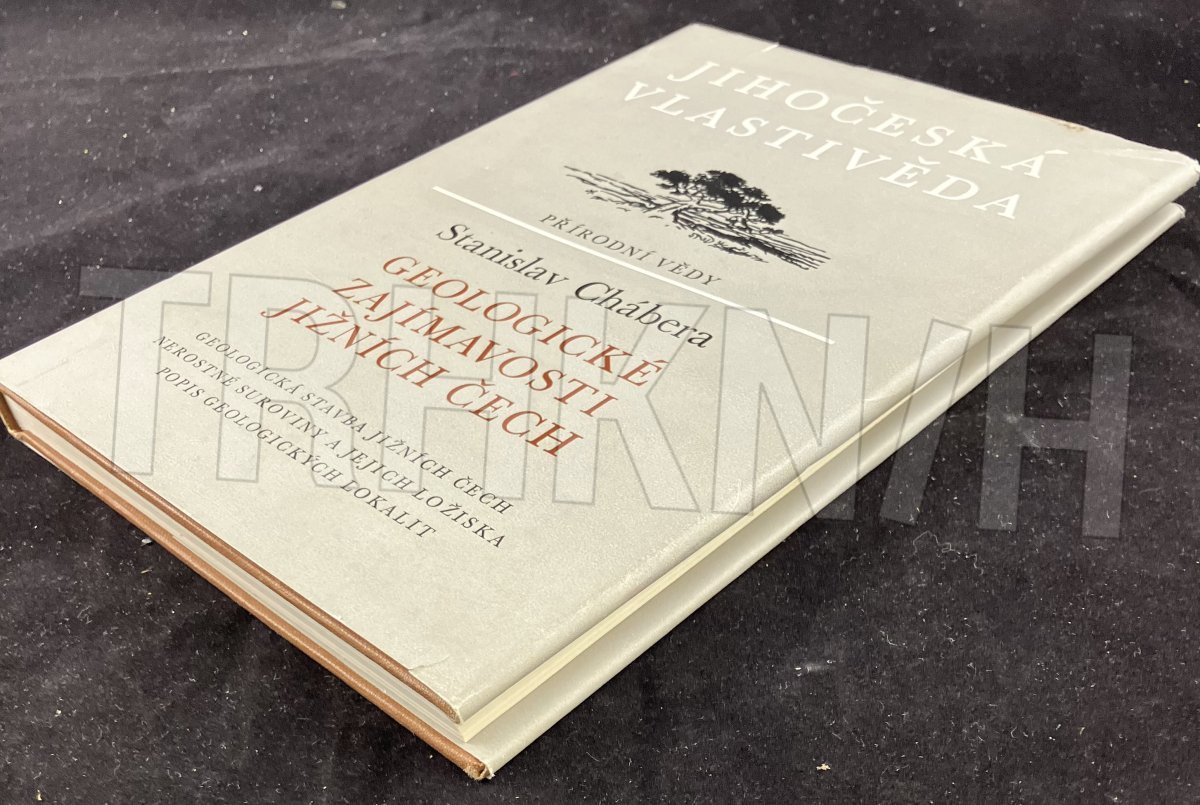 JIHOČESKÁ
VLASTIVĚDA
PŘÍRODNÍ VĚDY
Stanislav Chábera
GEOLOGICKÉ
ZAJÍMAVOSTI
JIŽNÍCH ČECH
GEOLOGICKÁ STAVBA JIŽNÍCH ČECH
NEROSTNÉ SUROVINY A JEJICH LOŽISKA
POPIS GEOLOGICKÝCH LOKALIT
TRHKNIH